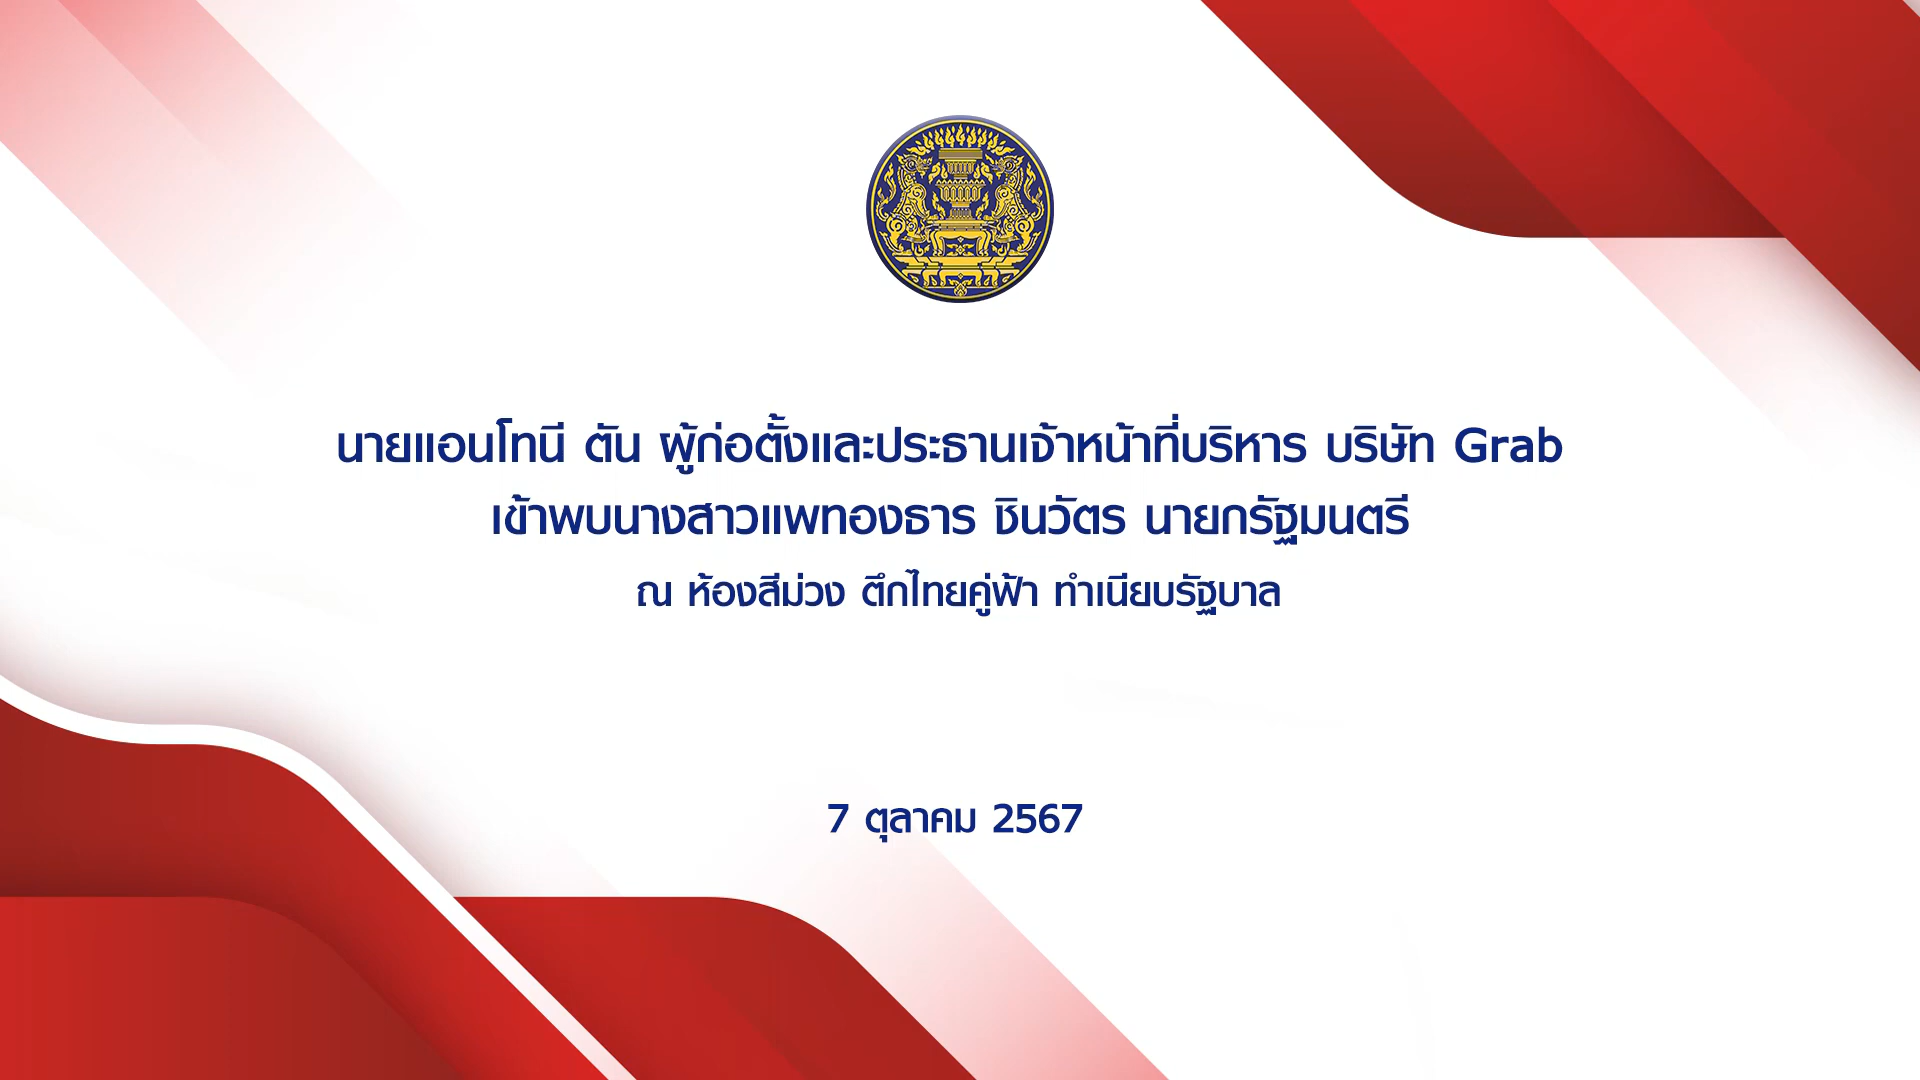 นายแอนโทนี ตัน ผู้ก่อตั้งและประธานเจ้าหน้าที่บริหาร บริษัท Grab
เข้าพบนางสาวแพทองธาร ชินวัตร นายกรัฐมนตรี
ณ ห้องสีม่วง ตึกไทยคู่ฟ้า ทำเนียบรัฐบาล
7 ตุลาคม 2567